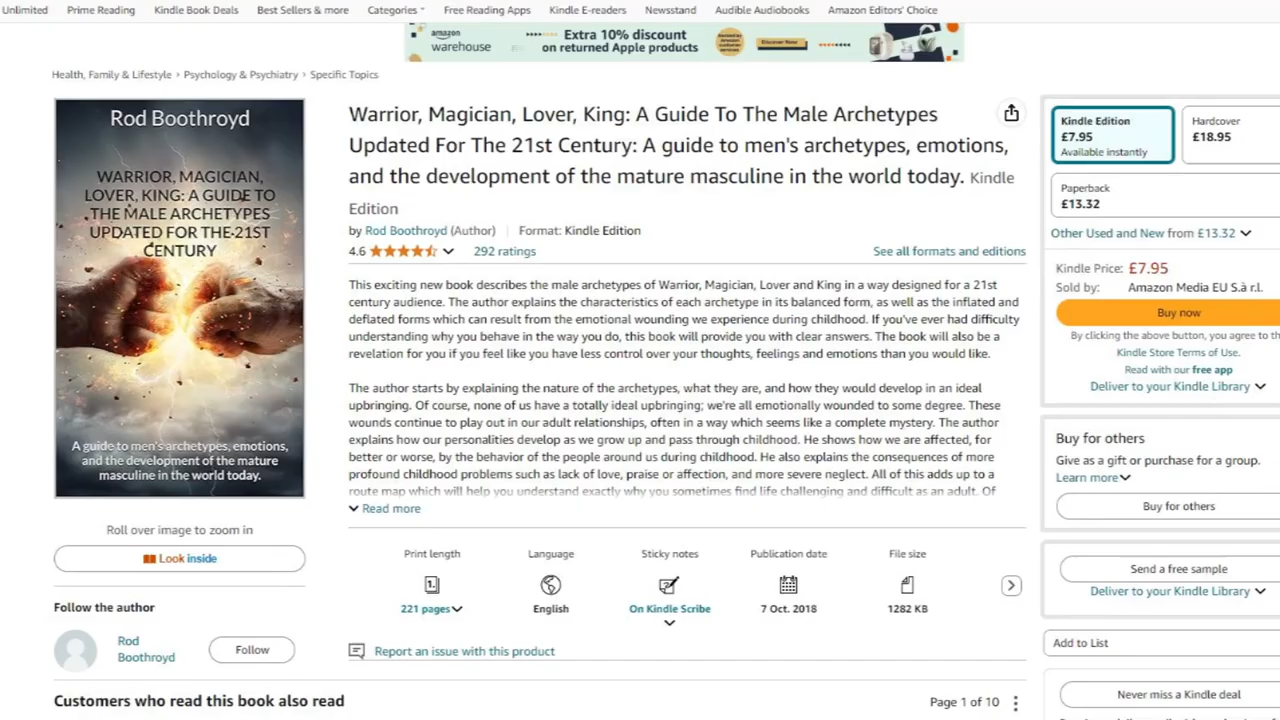 Unlimited Prime Reading Kindle Book Deals Best Sellers & more Categories Free Reading Apps Kindle E-readers Newsstand Audible Audiobooks Amazon Editors' Choice
amazon
warehouse
Extra 10% discount
on returned Apple products
Discover Now
Health, Family & Lifestyle › Psychology & Psychiatry › Specific Topics
Rod Boothroyd
WARRIOR, MAGICIAN,
LOVER, KING: A GUIDE TO
THE MALE ARCHETYPES
UPDATED FOR THE 21ST
CENTURY
A guide to men's archetypes, emotions,
and the development of the mature
masculine in the world today.
Roll over image to zoom in
Look inside
Follow the author
Rod
Boothroyd
Follow
Warrior, Magician, Lover, King: A Guide To The Male Archetypes
Updated For The 21st Century: A guide to men's archetypes, emotions,
and the development of the mature masculine in the world today. Kindle
Edition
by Rod Boothroyd (Author) | Format: Kindle Edition
4.6 292 ratings See all formats and editions
This exciting new book describes the male archetypes of Warrior, Magician, Lover and King in a way designed for a 21st
century audience. The author explains the characteristics of each archetype in its balanced form, as well as the inflated and
deflated forms which can result from the emotional wounding we experience during childhood. If you've ever had difficulty
understanding why you behave in the way you do, this book will provide you with clear answers. The book will also be a
revelation for you if you feel like you have less control over your thoughts, feelings and emotions than you would like.
The author starts by explaining the nature of the archetypes, what they are, and how they would develop in an ideal
upbringing. Of course, none of us have a totally ideal upbringing; we're all emotionally wounded to some degree. These
wounds continue to play out in our adult relationships, often in a way which seems like a complete mystery. The author
explains how our personalities develop as we grow up and pass through childhood. He shows how we are affected, for
better or worse, by the behavior of the people around us during childhood. He also explains the consequences of more
profound childhood problems such as lack of love, praise or affection, and more severe neglect. All of this adds up to a
route map which will help you understand exactly why you sometimes find life challenging and difficult as an adult. Of
Read more
Print length Language Sticky notes Publication date File size
221 pages English On Kindle Scribe 7 Oct. 2018 1282 KB
Report an issue with this product
Customers who read this book also read
Page 1 of 10
Kindle Edition
£7.95
Available instantly
Hardcover
£18.95
Paperback
£13.32
Other Used and New from £13.32
Kindle Price: £7.95
Sold by: Amazon Media EU S.à r.l.
Buy now
By clicking the above button, you agree to the
Kindle Store Terms of Use.
Read with our free app
Deliver to your Kindle Library
Buy for others
Give as a gift or purchase for a group.
Learn more
Buy for others
Send a free sample
Deliver to your Kindle Library
Add to List
Never miss a Kindle deal